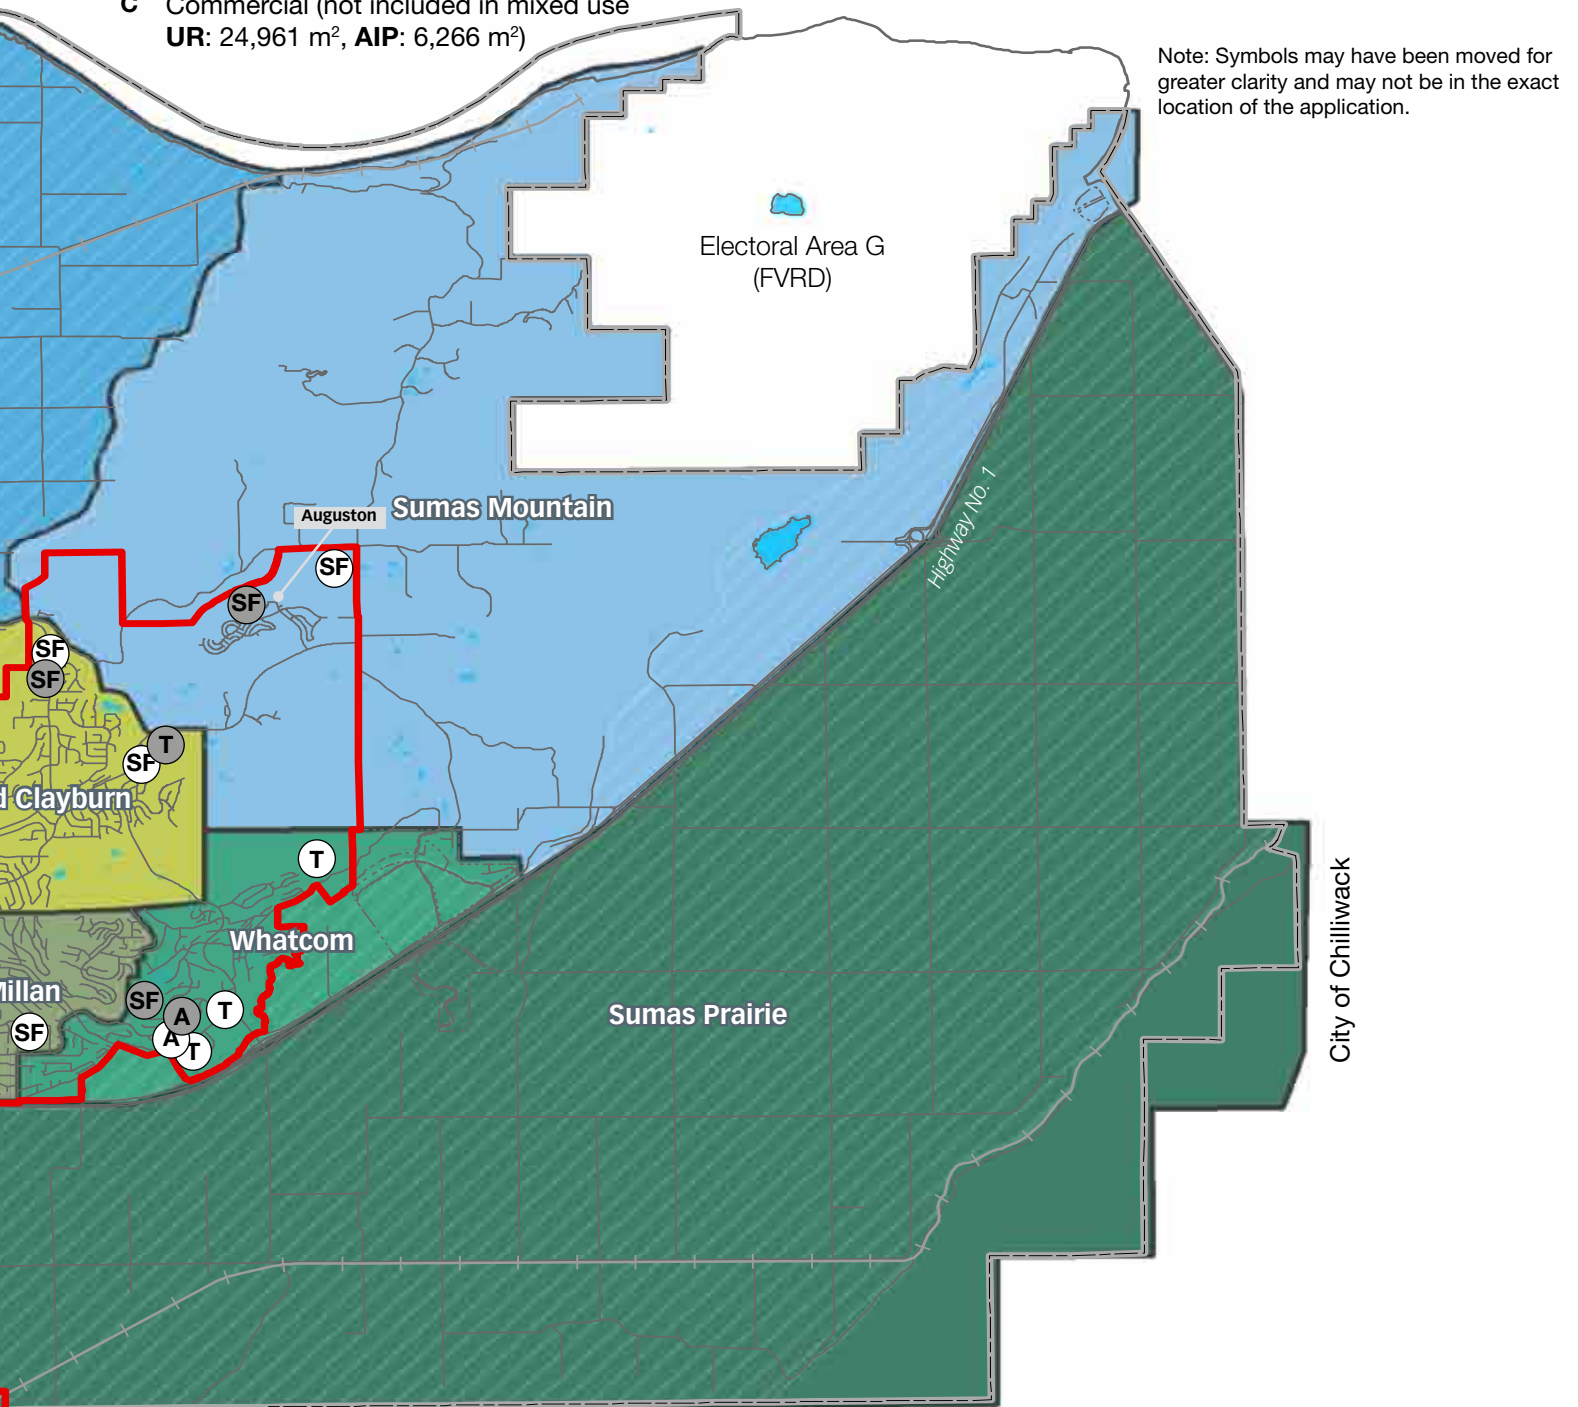 C Commercial (not included in mixed use
UR: 24,961 m², AIP: 6,266 m²)
Note: Symbols may have been moved for
greater clarity and may not be in the exact
location of the application.
Electoral Area G
(FVRD)
Highway No. 1
Sumas Mountain
Auguston
SF
SF
SF
SF
T
SF
d Clayburn
T
Whatcom
Millan
SF
SF
A
T
A
T
Sumas Prairie
City of Chilliwack